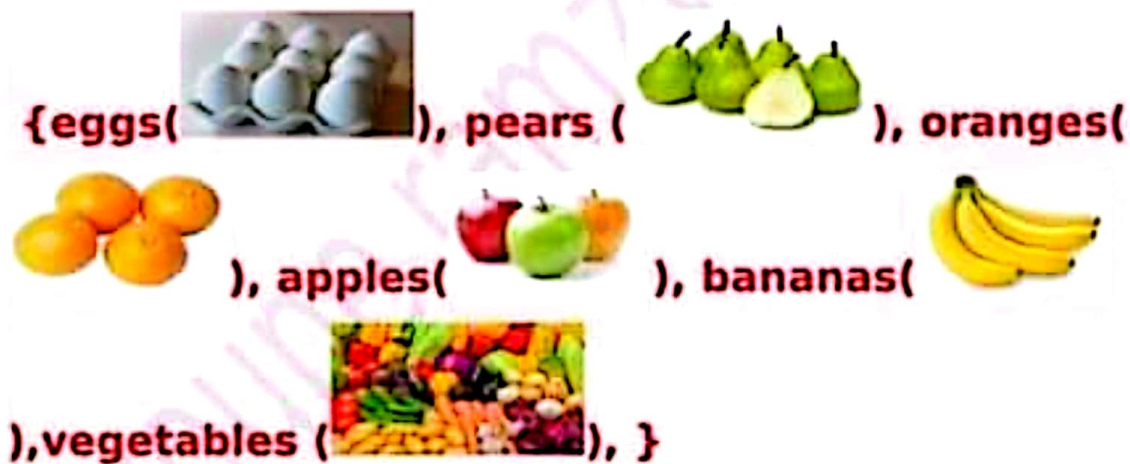 {eggs( ), pears ( ), oranges(
), apples( ), bananas(
),vegetables ( ), }